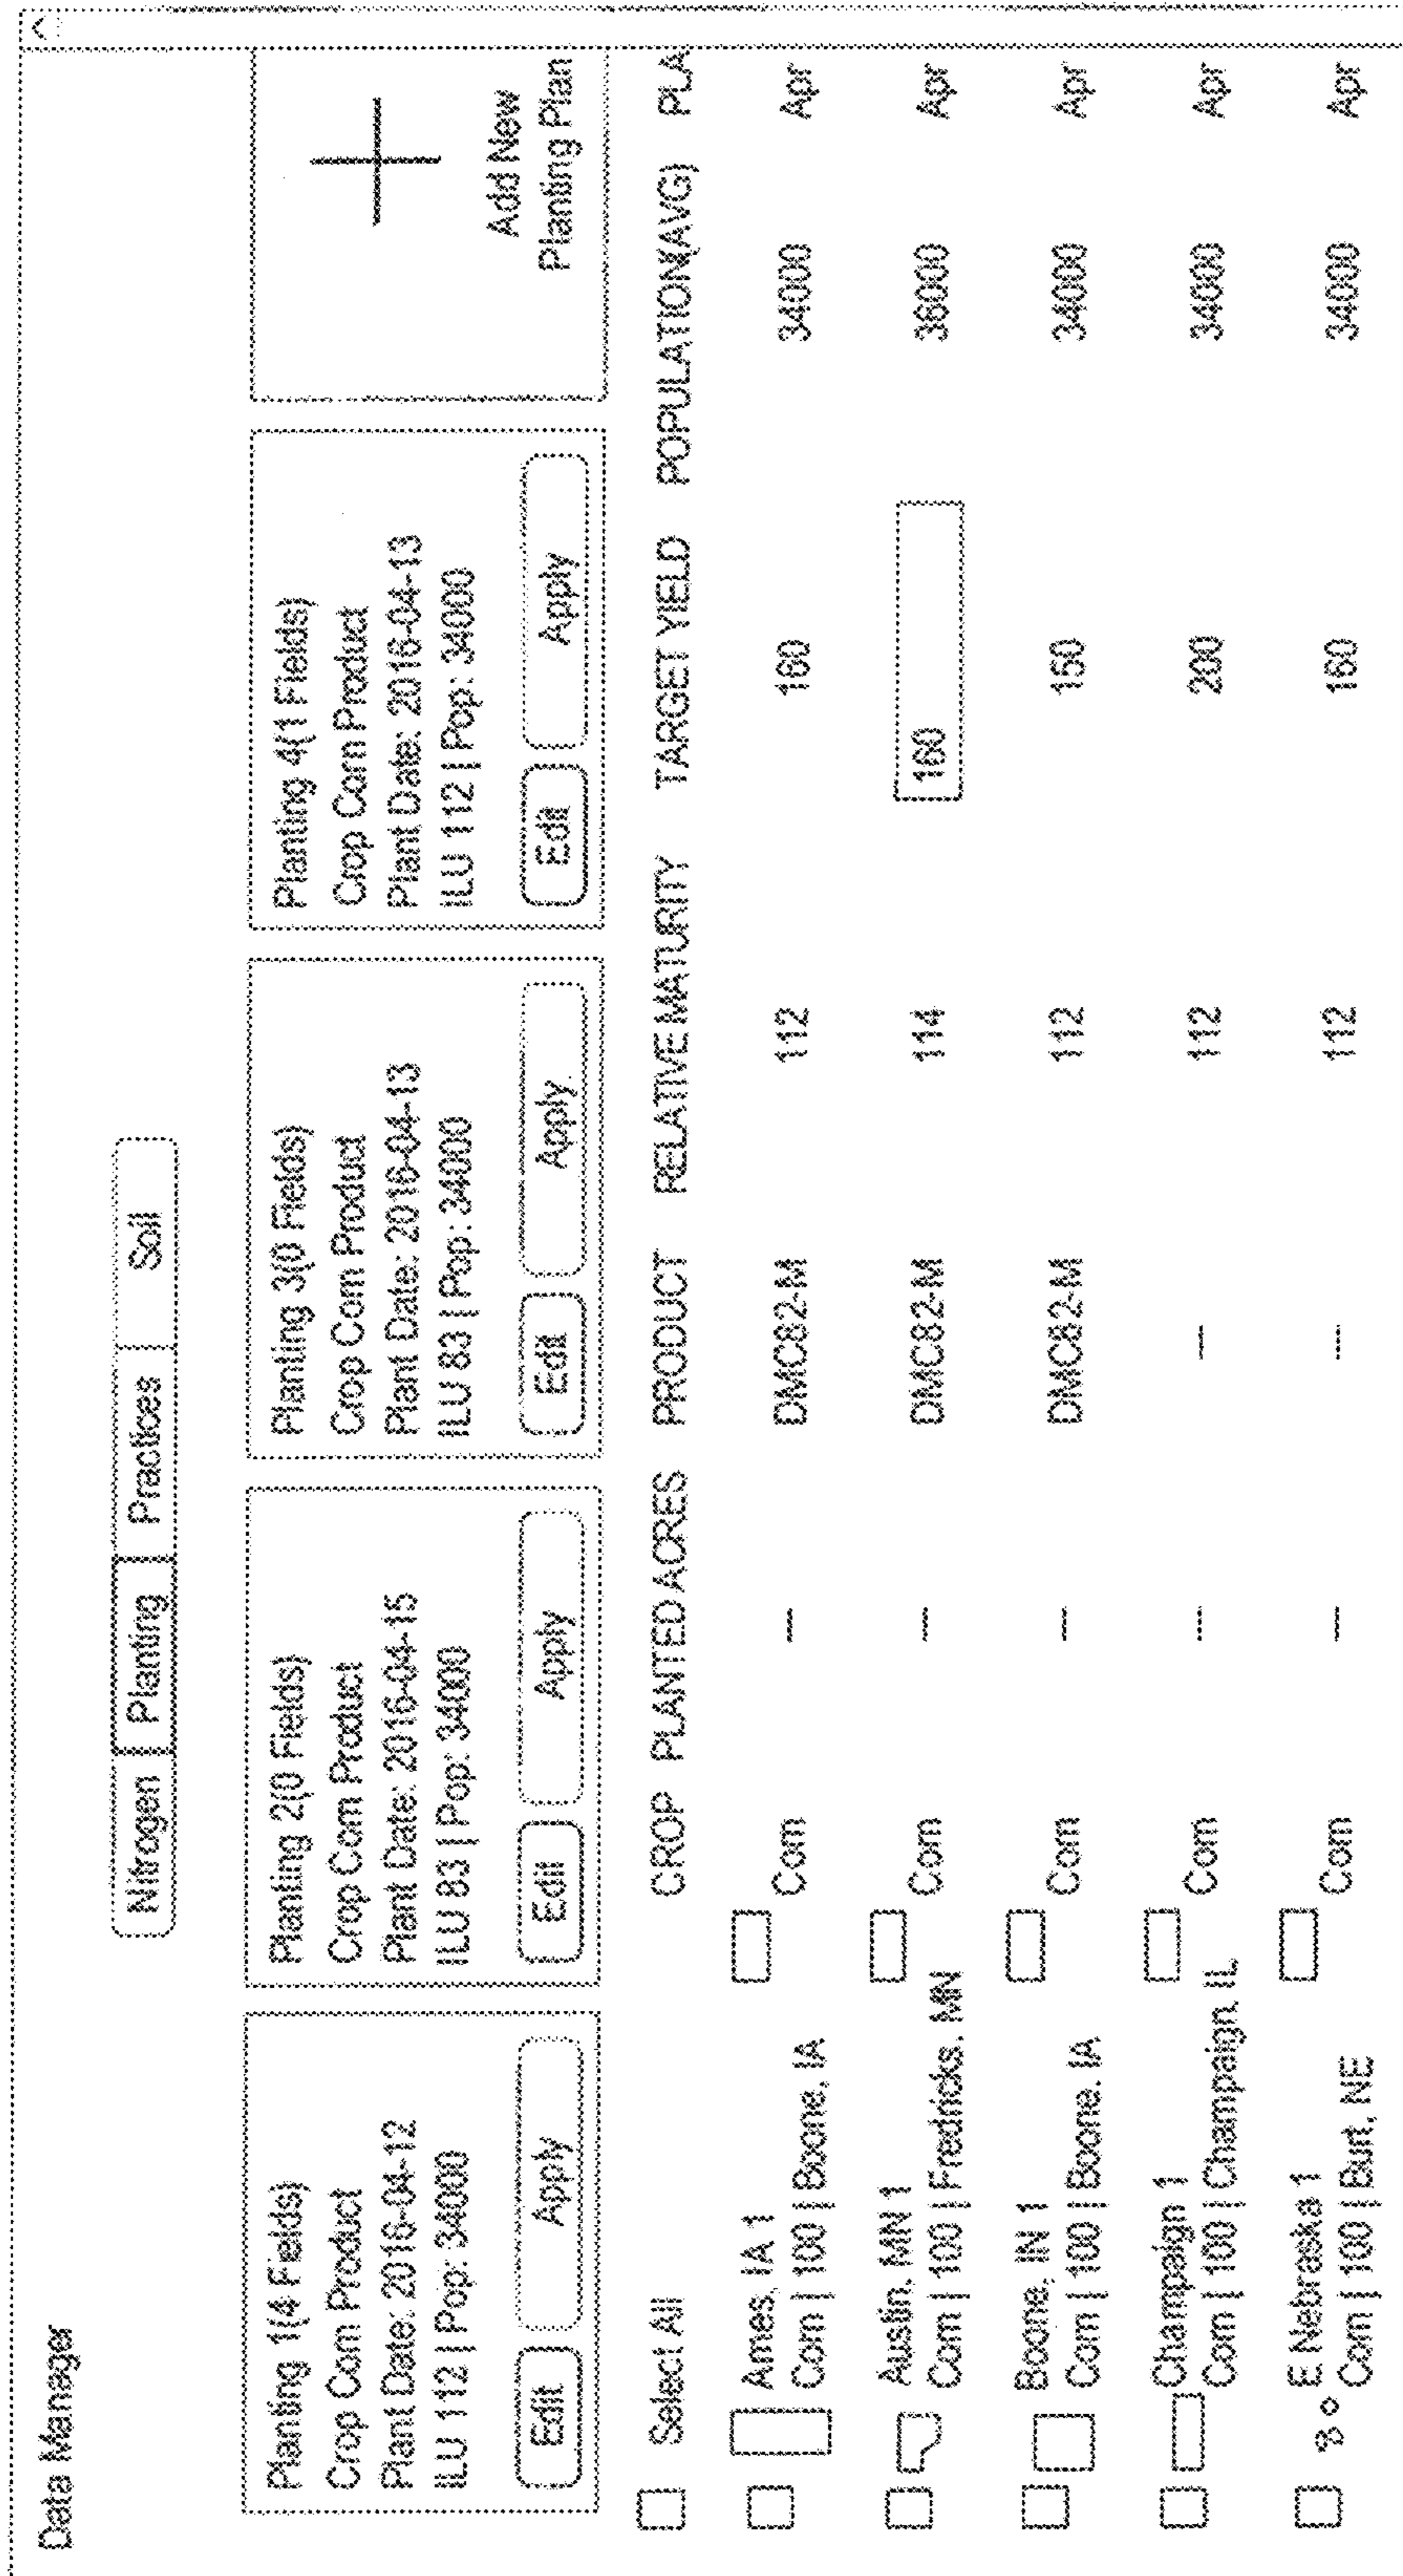 Data Manager
Nitrogen Planting Practices Soil
Planting 1(4 Fields)
Crop Corn Product
Plant Date: 2016-04-12
ILU 112 | Pop: 34000
Edit Apply
Planting 2(0 Fields)
Crop Corn Product
Plant Date: 2016-04-15
ILU 83 | Pop: 34000
Edit Apply
Planting 3(0 Fields)
Crop Corn Product
Plant Date: 2016-04-13
ILU 83 | Pop: 34000
Edit Apply
Planting 4(1 Fields)
Crop Corn Product
Plant Date: 2016-04-13
ILU 112 | Pop: 34000
Edit Apply
Add New
Planting Plan
Select All CROP PLANTED ACRES PRODUCT RELATIVE MATURITY TARGET YIELD POPULATION(AVG) PLA
Ames, IA 1
Corn | 100 | Boone, IA Corn — DMC82-M 112 160 34000 Apr
Austin, MN 1
Corn | 100 | Fredricks, MN Corn — DMC82-M 114 160 36000 Apr
Boone, IN 1
Corn | 100 | Boone, IA Corn — DMC82-M 112 150 34000 Apr
Champaign 1
Corn | 100 | Champaign, IL Corn — — 112 200 34000 Apr
E Nebraska 1
Corn | 100 | Burt, NE Corn — — 112 160 34000 Apr